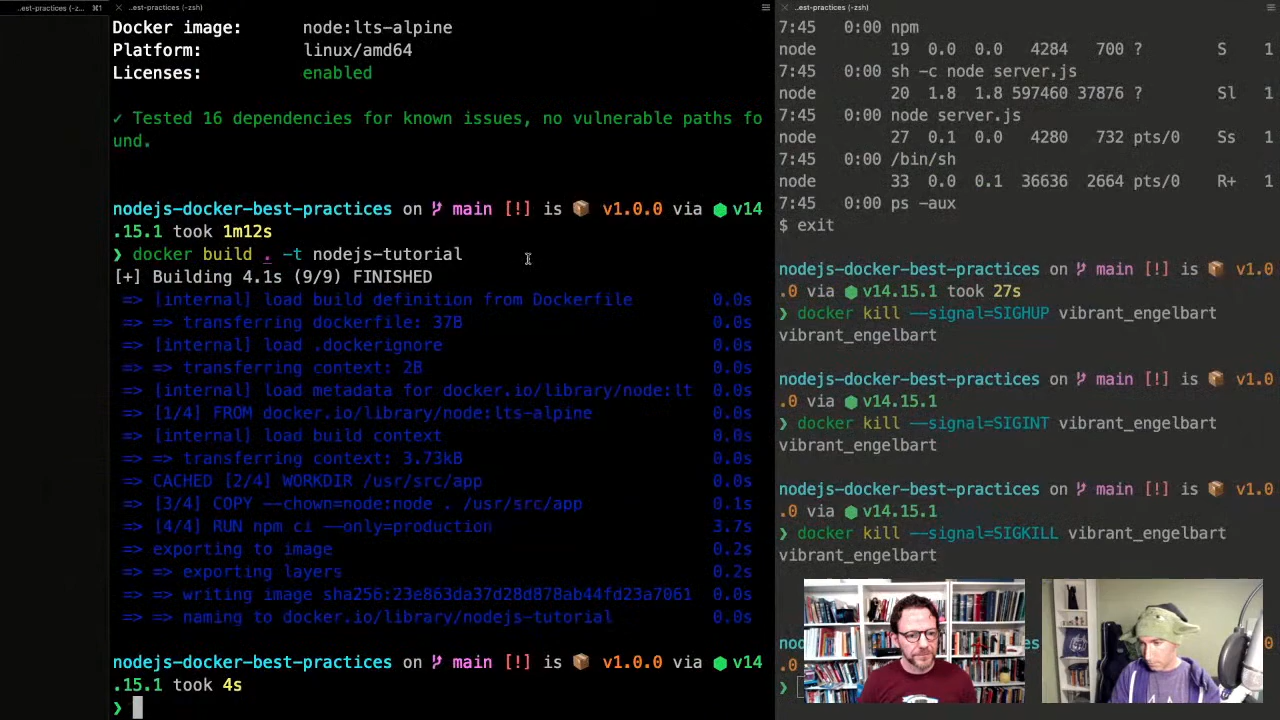 ..est-practices (-z... ⌘1
..est-practices (-zsh)
Docker image: node:lts-alpine
Platform: linux/amd64
Licenses: enabled
✓ Tested 16 dependencies for known issues, no vulnerable paths fo
und.
nodejs-docker-best-practices on main [!] is 📦 v1.0.0 via ⬢ v14
.15.1 took 1m12s
❯ docker build . -t nodejs-tutorial
[+] Building 4.1s (9/9) FINISHED
=> [internal] load build definition from Dockerfile 0.0s
=> => transferring dockerfile: 37B 0.0s
=> [internal] load .dockerignore 0.0s
=> => transferring context: 2B 0.0s
=> [internal] load metadata for docker.io/library/node:lt 0.0s
=> [1/4] FROM docker.io/library/node:lts-alpine 0.0s
=> [internal] load build context 0.0s
=> => transferring context: 3.73kB 0.0s
=> CACHED [2/4] WORKDIR /usr/src/app 0.0s
=> [3/4] COPY --chown=node:node . /usr/src/app 0.1s
=> [4/4] RUN npm ci --only=production 3.7s
=> exporting to image 0.2s
=> => exporting layers 0.2s
=> => writing image sha256:23e863da37d28d878ab44fd23a7061 0.0s
=> => naming to docker.io/library/nodejs-tutorial 0.0s
nodejs-docker-best-practices on main [!] is 📦 v1.0.0 via ⬢ v14
.15.1 took 4s
❯
..est-practices (-zsh)
7:45 0:00 npm
node 19 0.0 0.0 4284 700 ? S 1
7:45 0:00 sh -c node server.js
node 20 1.8 1.8 597460 37876 ? Sl 1
7:45 0:00 node server.js
node 27 0.1 0.0 4280 732 pts/0 Ss 1
7:45 0:00 /bin/sh
node 33 0.0 0.1 36636 2664 pts/0 R+ 1
7:45 0:00 ps -aux
$ exit
nodejs-docker-best-practices on main [!] is 📦 v1.0
.0 via ⬢ v14.15.1 took 27s
❯ docker kill --signal=SIGHUP vibrant_engelbart
vibrant_engelbart
nodejs-docker-best-practices on main [!] is 📦 v1.0
.0 via ⬢ v14.15.1
❯ docker kill --signal=SIGINT vibrant_engelbart
vibrant_engelbart
nodejs-docker-best-practices on main [!] is 📦 v1.0
.0 via ⬢ v14.15.1
❯ docker kill --signal=SIGKILL vibrant_engelbart
vibrant_engelbart